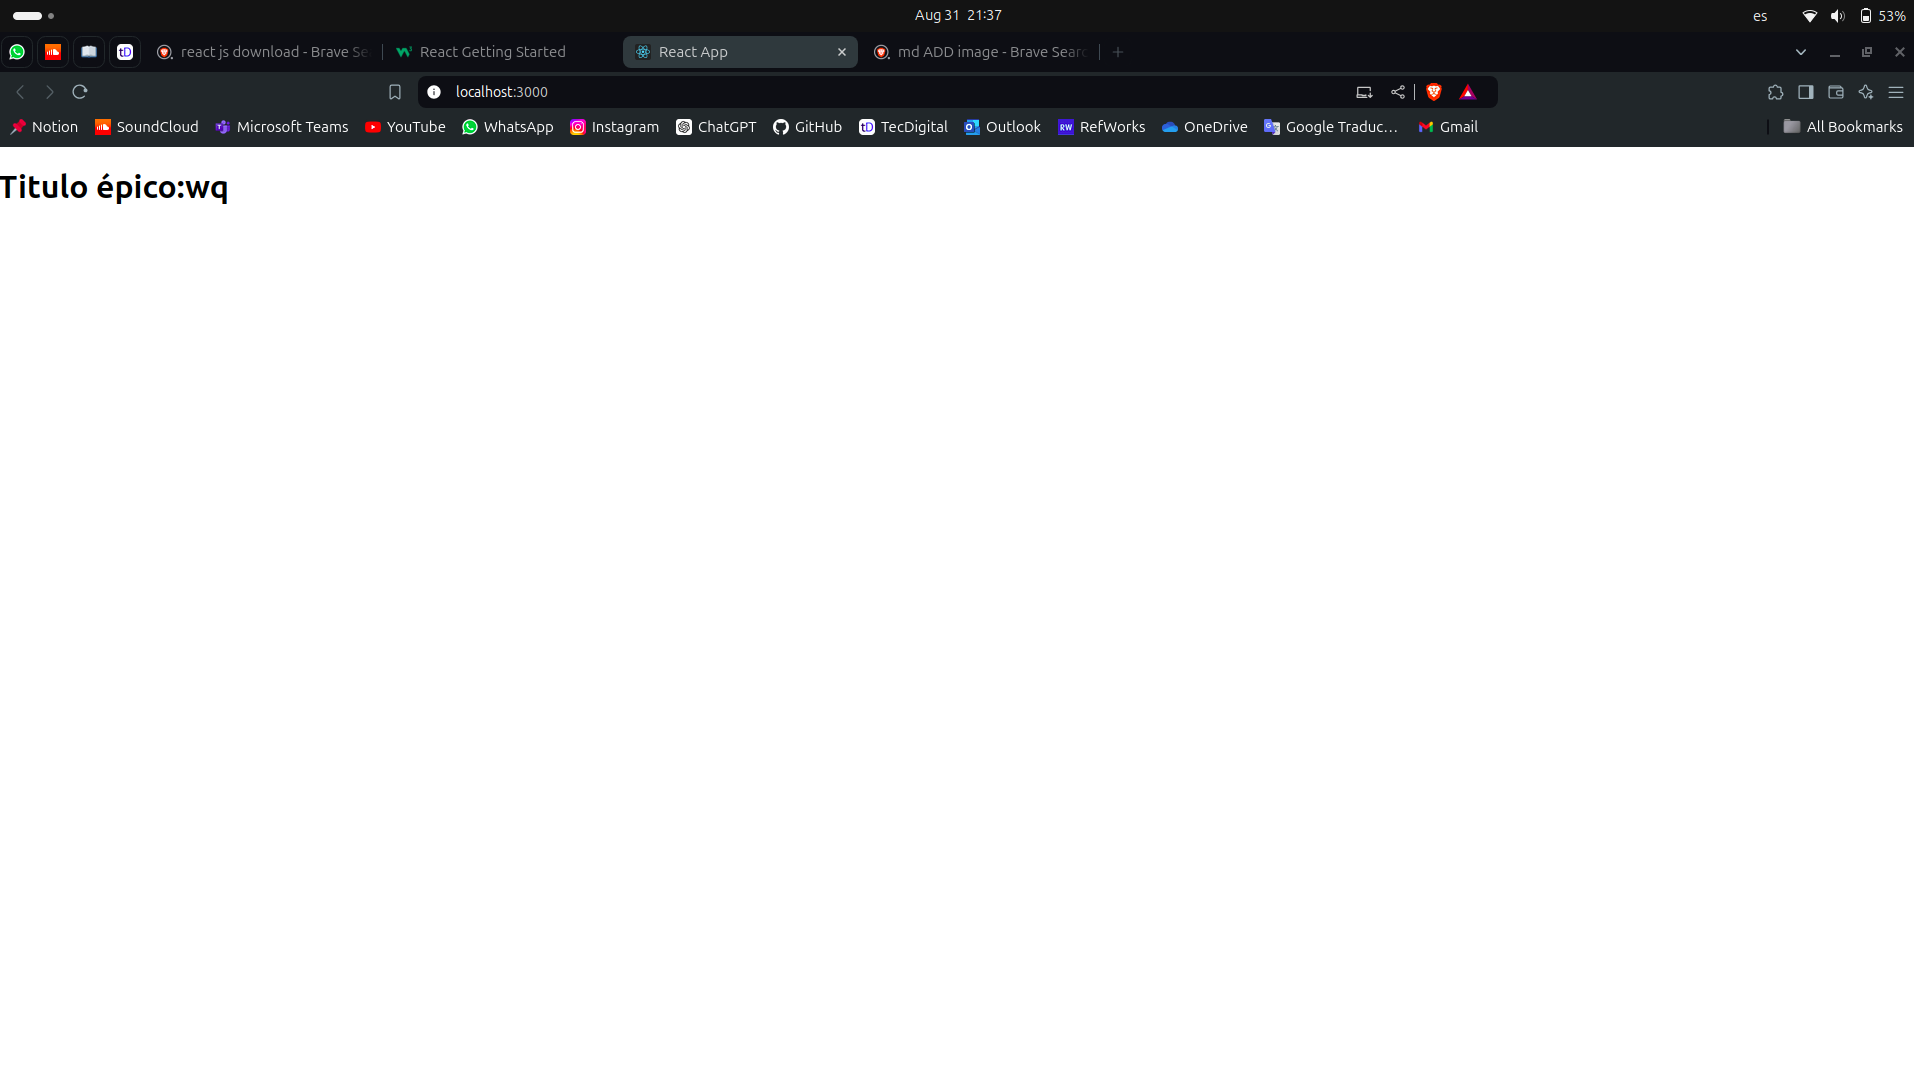 Aug 31 21:37
es
53%
react js download - Brave Se
React Getting Started
React App
md ADD image - Brave Searc
localhost:3000
Notion
SoundCloud
Microsoft Teams
YouTube
WhatsApp
Instagram
ChatGPT
GitHub
tD TecDigital
Outlook
RW RefWorks
OneDrive
Google Traduc...
Gmail
All Bookmarks
Titulo épico:wq